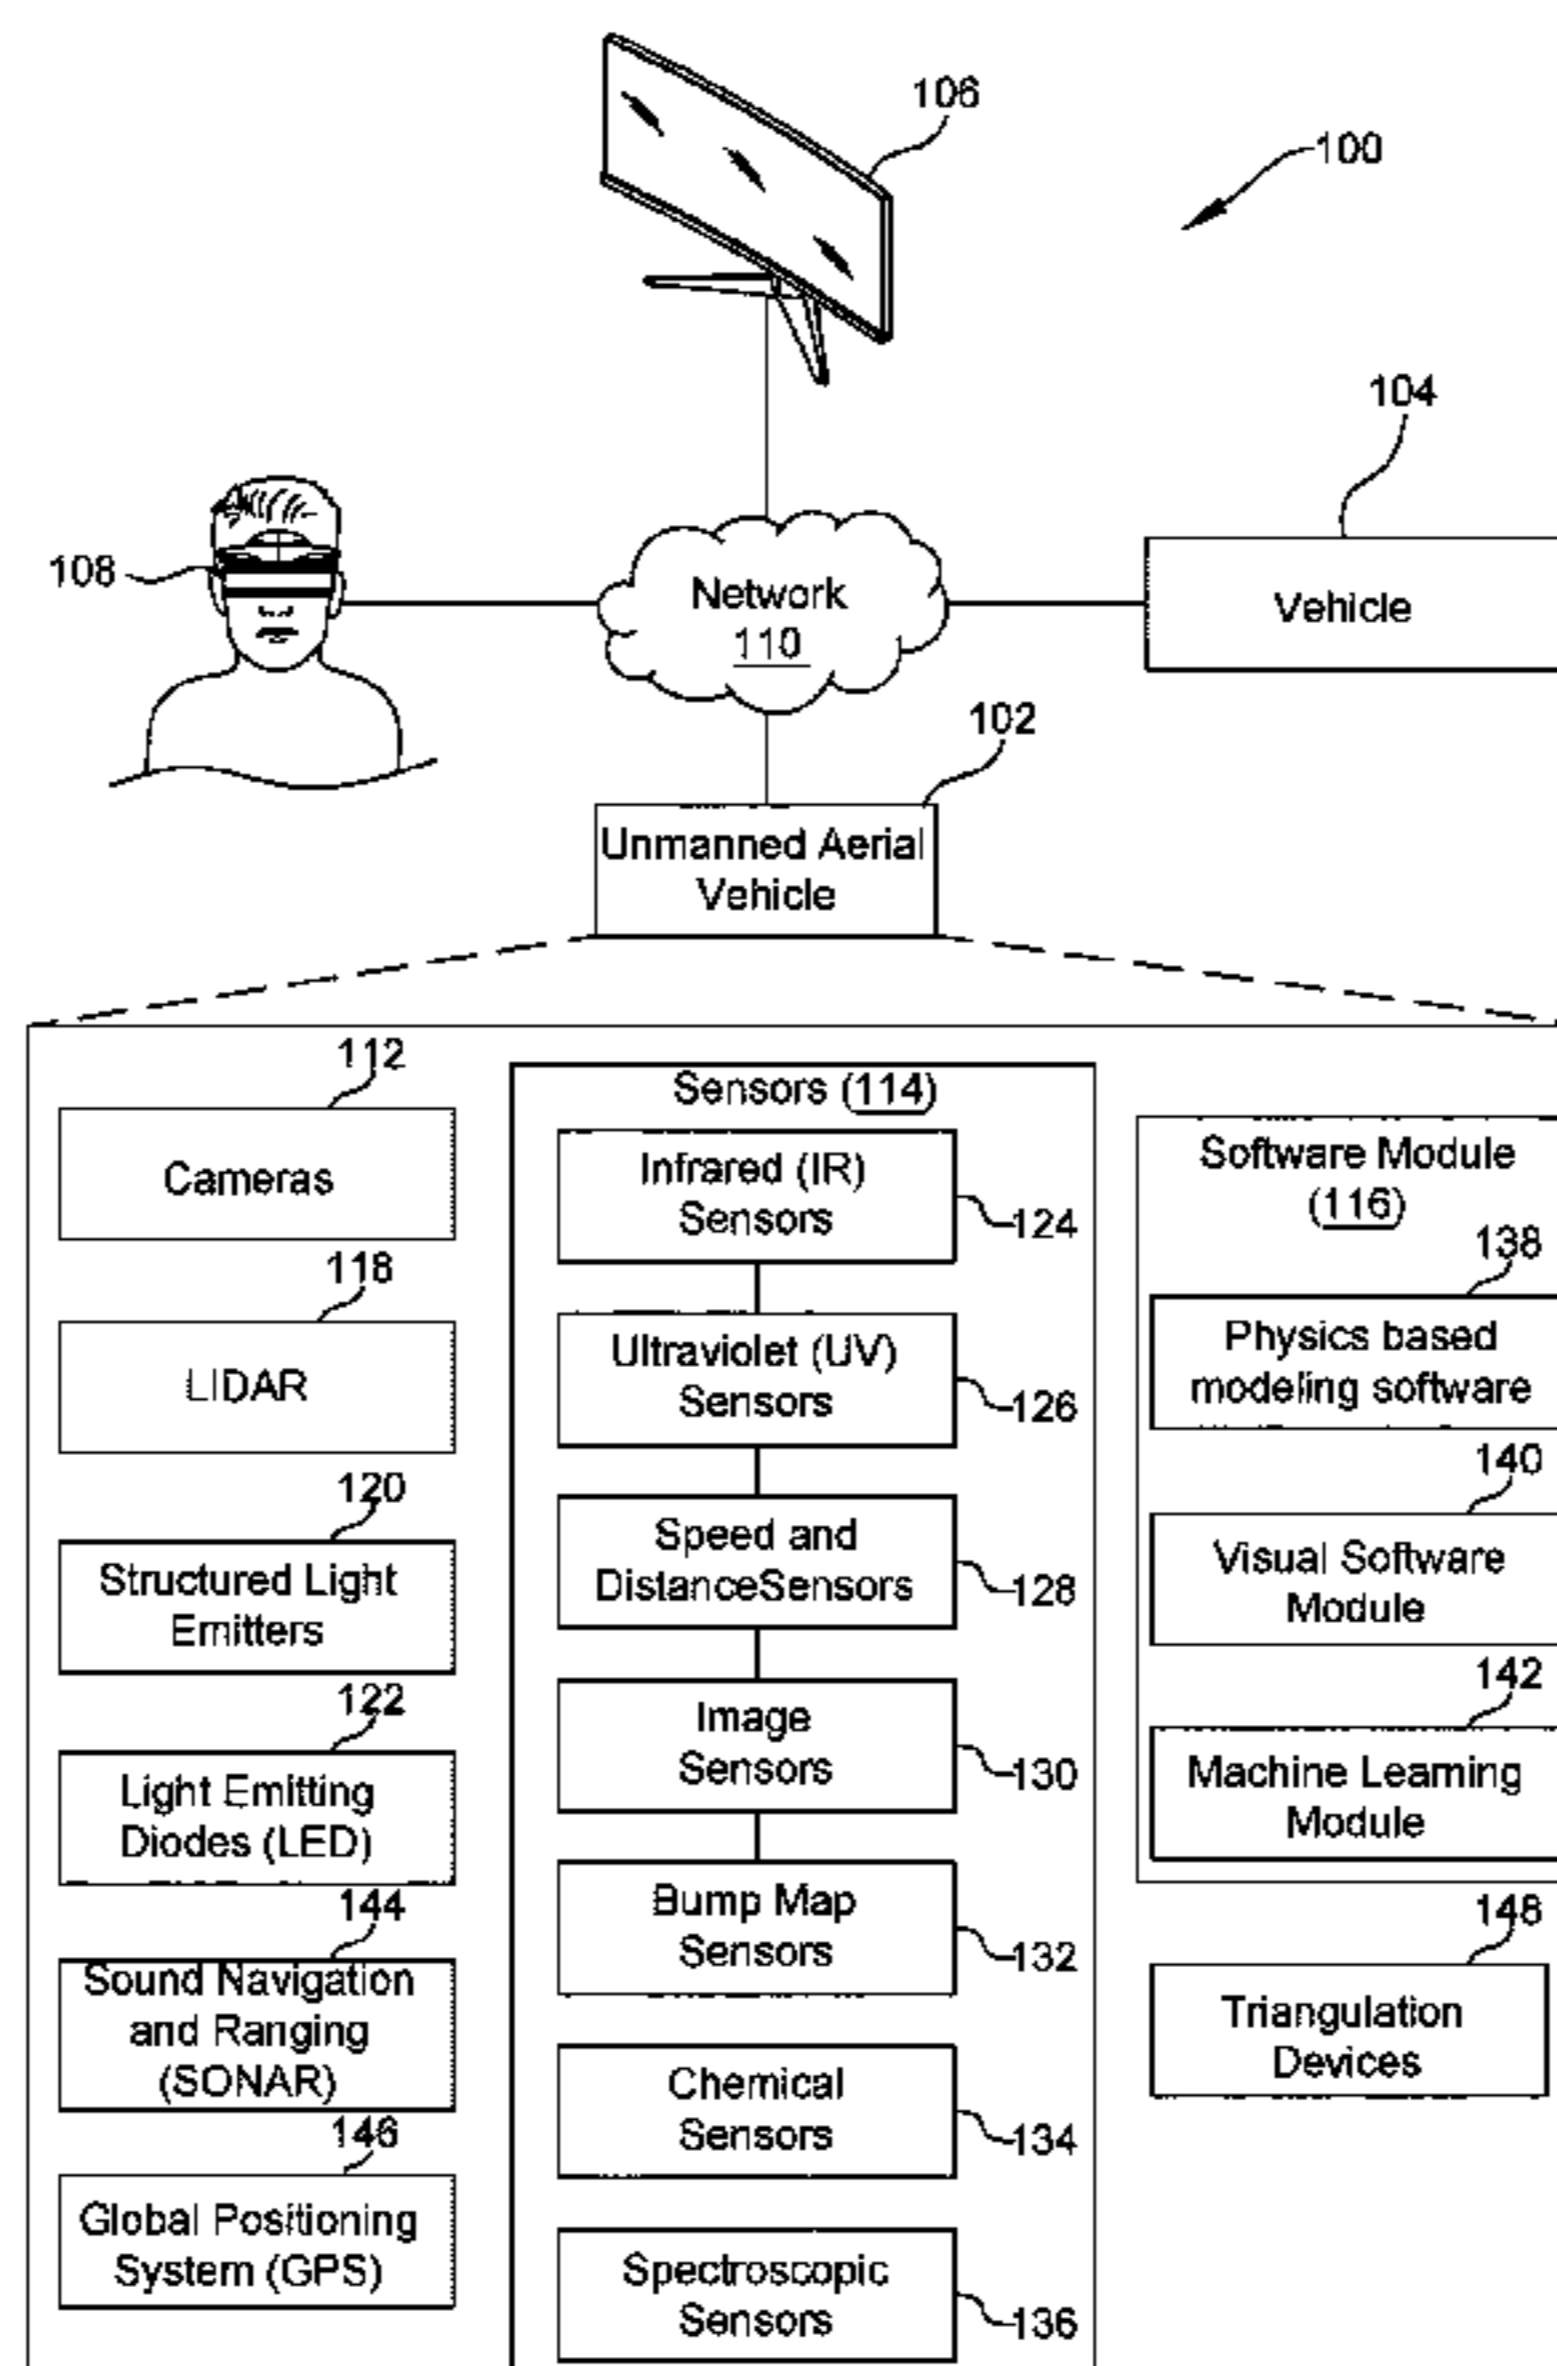 106
100
104
108
Network
110
Vehicle
102
Unmanned Aerial
Vehicle
112
Cameras
118
LIDAR
120
Structured Light
Emitters
122
Light Emitting
Diodes (LED)
144
Sound Navigation
and Ranging
(SONAR)
146
Global Positioning
System (GPS)
Sensors (114)
Infrared (IR)
Sensors
124
Ultraviolet (UV)
Sensors
126
Speed and
DistanceSensors
128
Image
Sensors
130
Bump Map
Sensors
132
Chemical
Sensors
134
Spectroscopic
Sensors
136
Software Module
(116)
138
Physics based
modeling software
140
Visual Software
Module
142
Machine Learning
Module
148
Triangulation
Devices